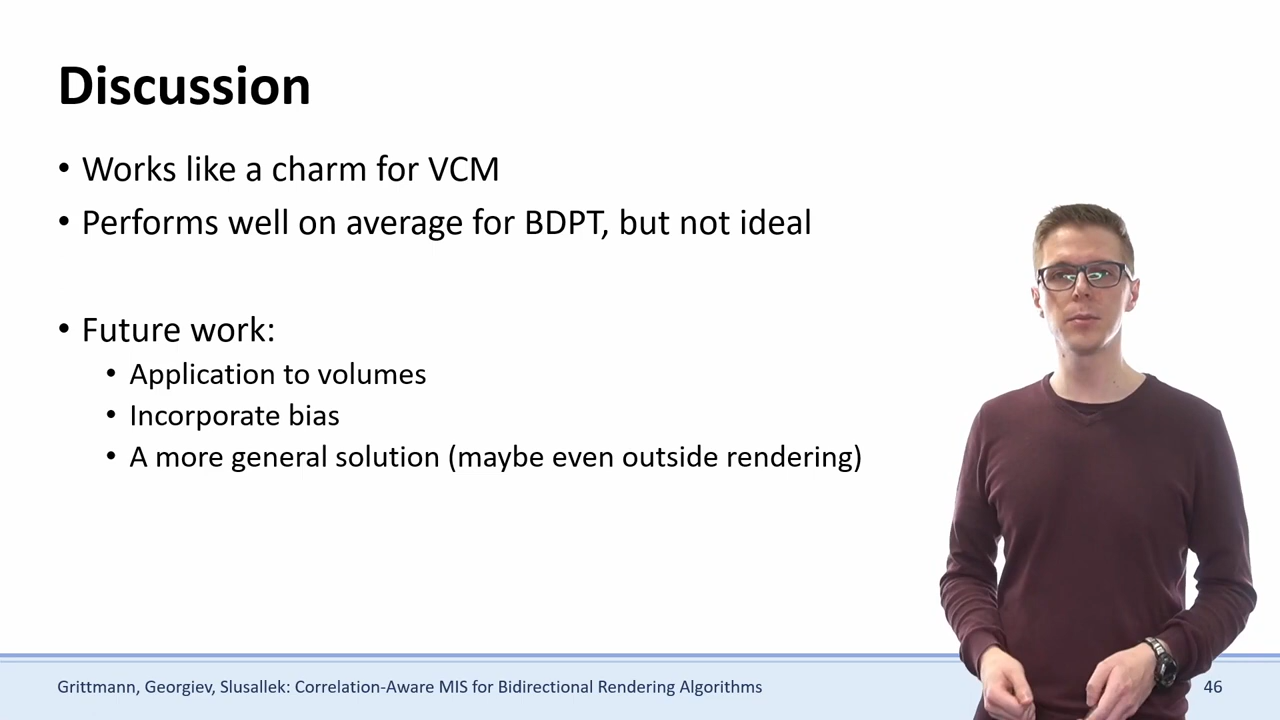 Discussion
• Works like a charm for VCM
• Performs well on average for BDPT, but not ideal
• Future work:
• Application to volumes
• Incorporate bias
• A more general solution (maybe even outside rendering)
Grittmann, Georgiev, Slusallek: Correlation-Aware MIS for Bidirectional Rendering Algorithms
46